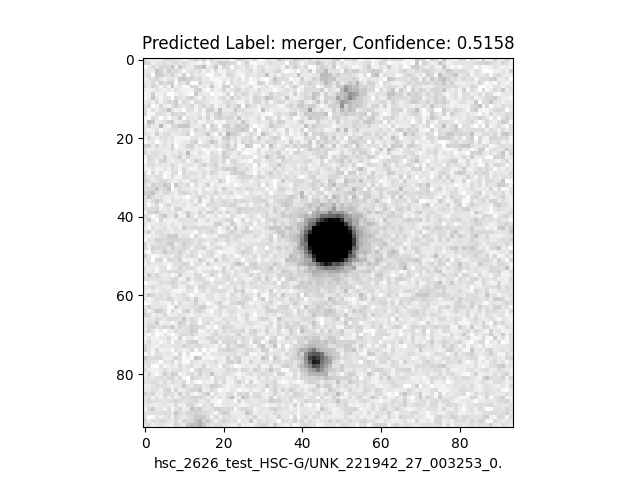 Predicted Label: merger, Confidence: 0.5158
0
20
40
60
80
0 20 40 60 80
hsc_2626_test_HSC-G/UNK_221942_27_003253_0.